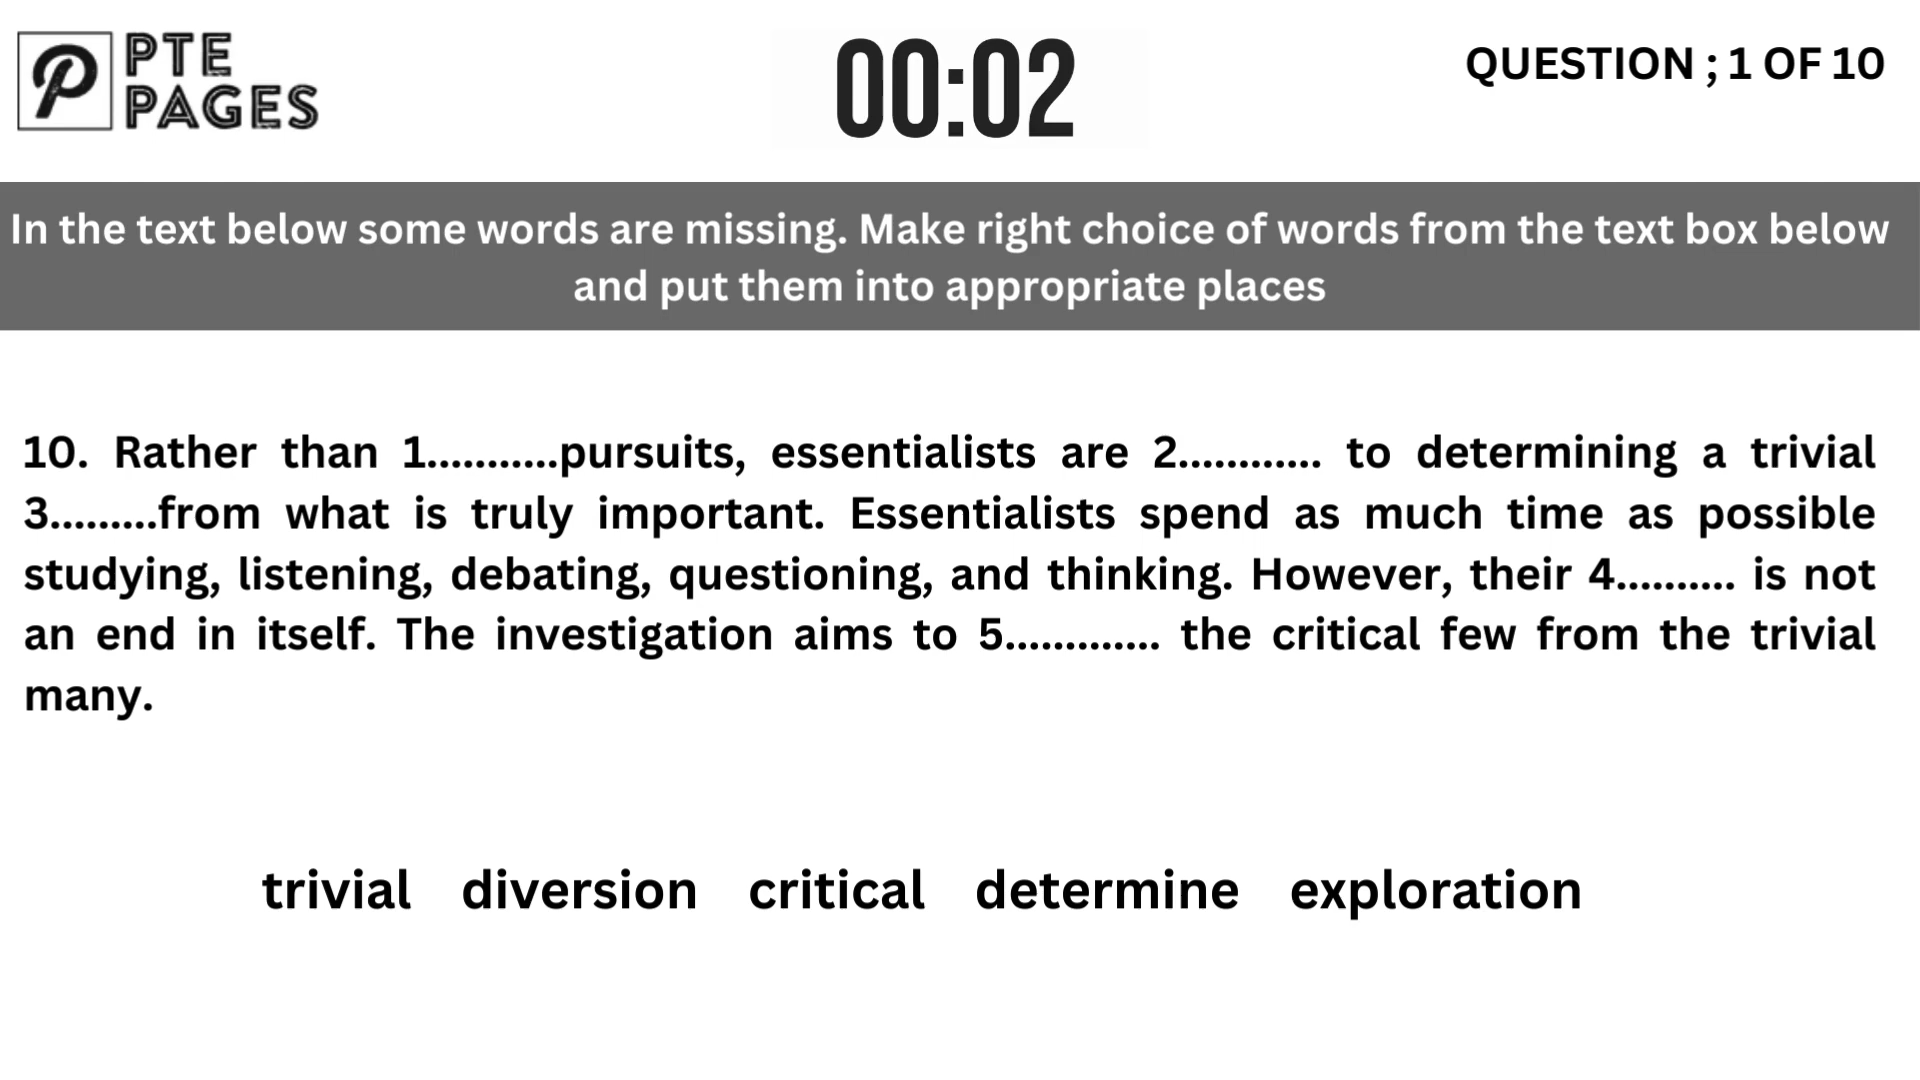 PTE
PAGES
00:02
QUESTION ; 1 OF 10
In the text below some words are missing. Make right choice of words from the text box below
and put them into appropriate places
10. Rather than 1...........pursuits, essentialists are 2............ to determining a trivial
3.........from what is truly important. Essentialists spend as much time as possible
studying, listening, debating, questioning, and thinking. However, their 4.......... is not
an end in itself. The investigation aims to 5............. the critical few from the trivial
many.
trivial diversion critical determine exploration